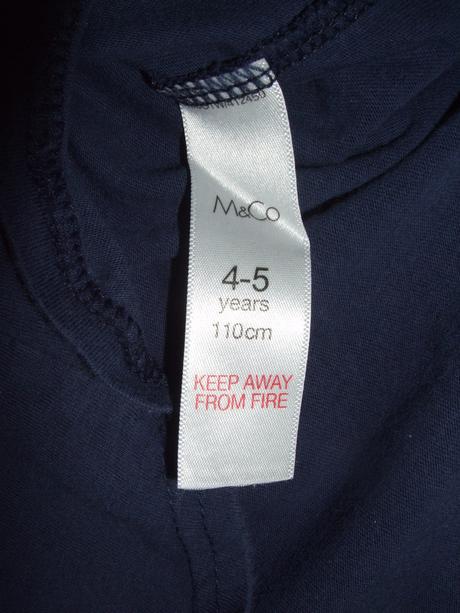 M&Co
4-5
years
110cm
KEEP AWAY
FROM FIRE